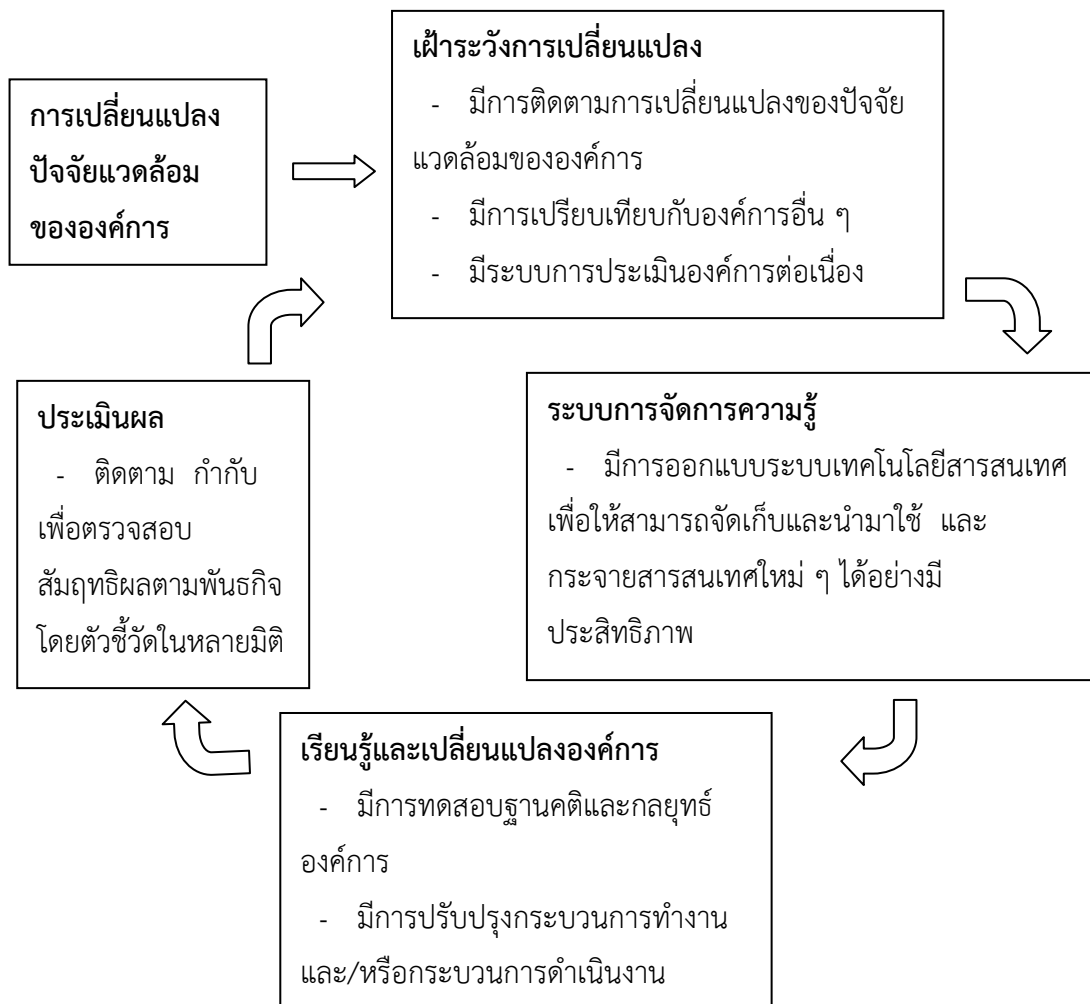 การเปลี่ยนแปลง
ปัจจัยแวดล้อม
ขององค์การ
เฝ้าระวังการเปลี่ยนแปลง
- มีการติดตามการเปลี่ยนแปลงของปัจจัย
แวดล้อมขององค์การ
- มีการเปรียบเทียบกับองค์การอื่น ๆ
- มีระบบการประเมินองค์การต่อเนื่อง
ระบบการจัดการความรู้
- มีการออกแบบระบบเทคโนโลยีสารสนเทศ
เพื่อให้สามารถจัดเก็บและนำมาใช้ และ
กระจายสารสนเทศใหม่ ๆ ได้อย่างมี
ประสิทธิภาพ
เรียนรู้และเปลี่ยนแปลงองค์การ
- มีการทดสอบฐานคติและกลยุทธ์
องค์การ
- มีการปรับปรุงกระบวนการทำงาน
และ/หรือกระบวนการดำเนินงาน
ประเมินผล
- ติดตาม กำกับ
เพื่อตรวจสอบ
สัมฤทธิผลตามพันธกิจ
โดยตัวชี้วัดในหลายมิติ